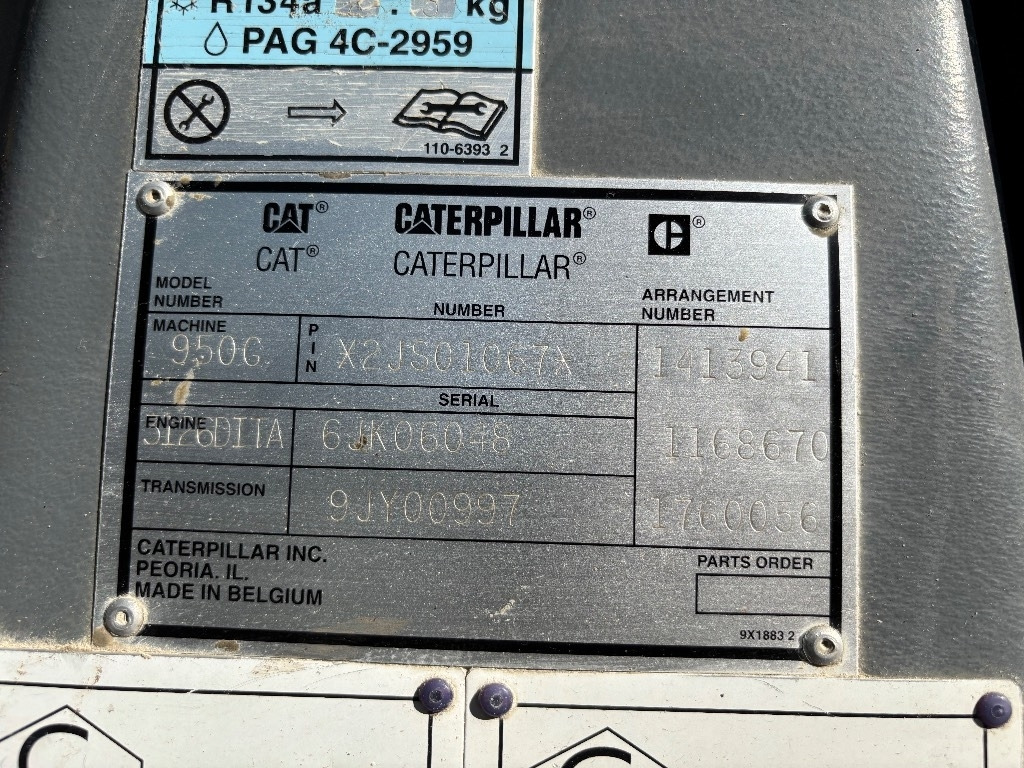 R134a kg
PAG 4C-2959
110-6393 2
CAT® CATERPILLAR® C®
CAT® CATERPILLAR®
MODEL NUMBER NUMBER ARRANGEMENT NUMBER
MACHINE
950G PIN X2JS01067X 1413941
SERIAL
ENGINE
3126DITA 6JK06048 1168670
TRANSMISSION 9JY00997 1760056
CATERPILLAR INC.
PEORIA. IL.
MADE IN BELGIUM
PARTS ORDER
9X1883 2